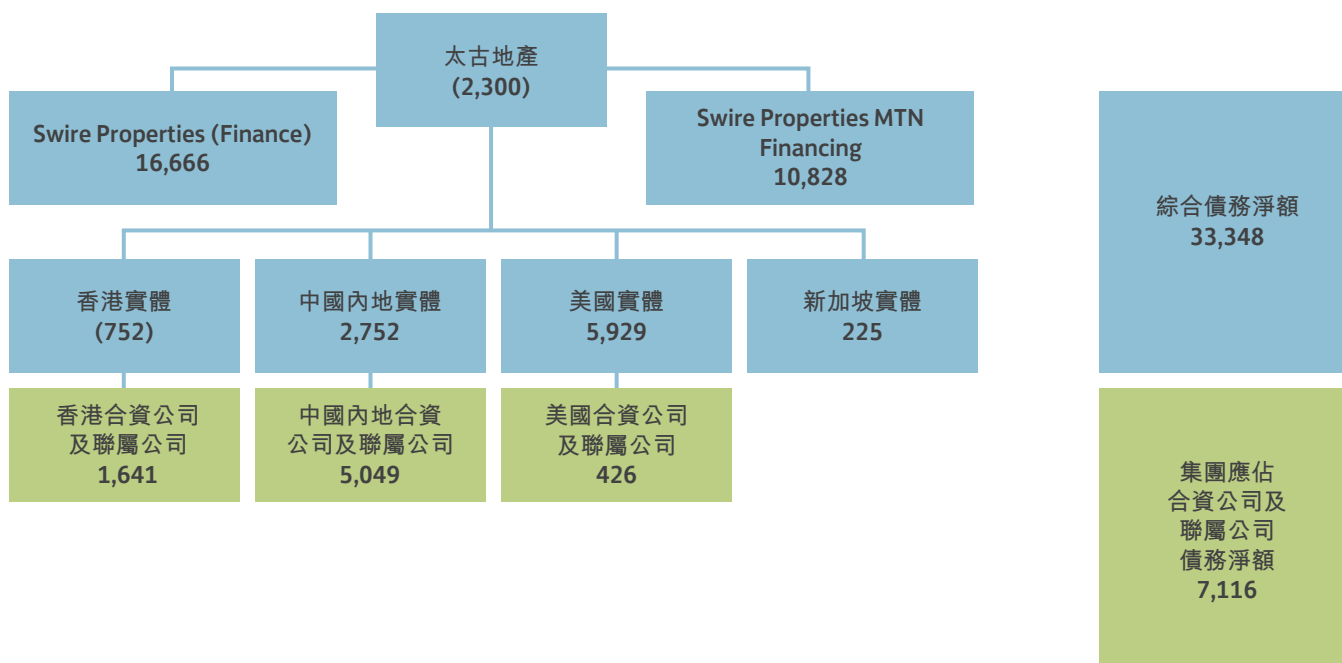 太古地產
(2,300)
Swire Properties (Finance)
16,666
Swire Properties MTN
Financing
10,828
綜合債務淨額
33,348
香港實體
(752)
中國內地實體
2,752
美國實體
5,929
新加坡實體
225
香港合資公司
及聯屬公司
1,641
中國內地合資
公司及聯屬公司
5,049
美國合資公司
及聯屬公司
426
集團應佔
合資公司及
聯屬公司
債務淨額
7,116